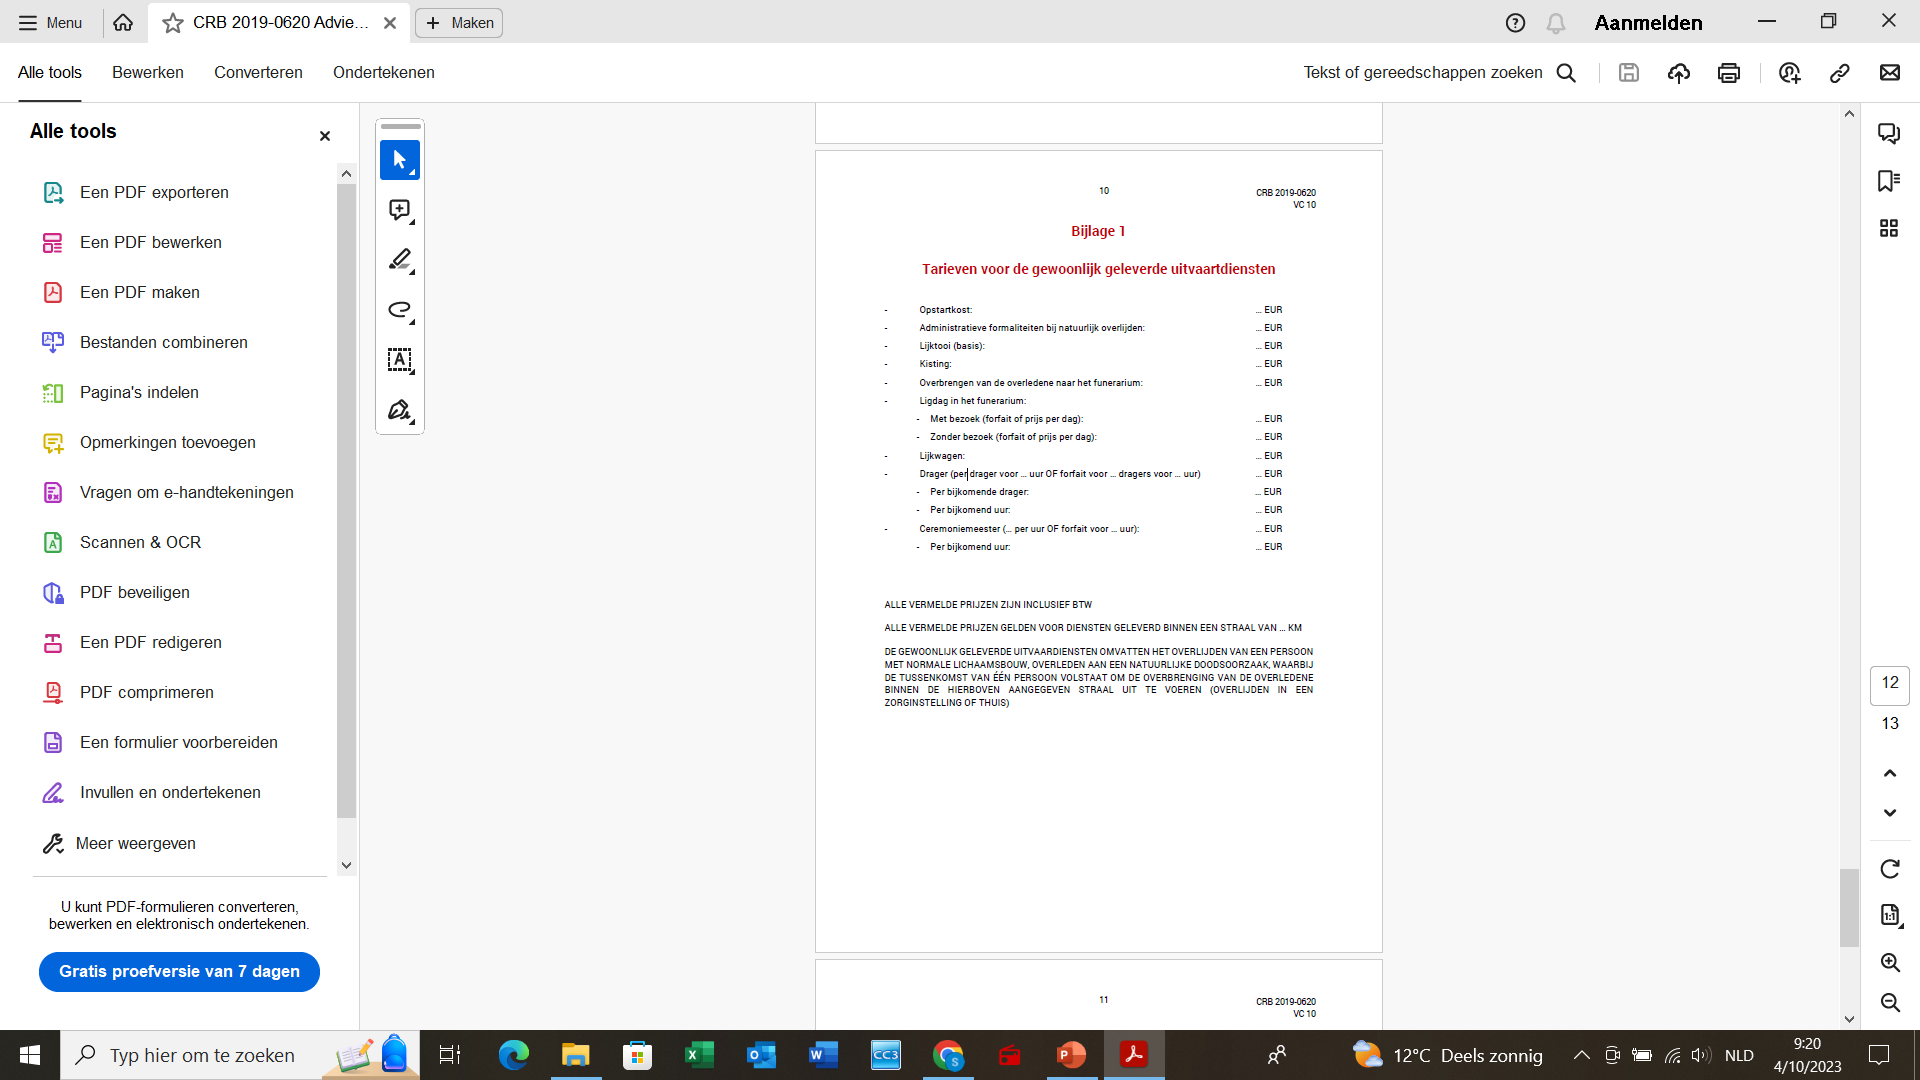 Menu
CRB 2019-0620 Advie...
Maken
Aanmelden
Alle tools
Bewerken
Converteren
Ondertekenen
Tekst of gereedschappen zoeken
Alle tools
Een PDF exporteren
Een PDF bewerken
Een PDF maken
Bestanden combineren
Pagina's indelen
Opmerkingen toevoegen
Vragen om e-handtekeningen
Scannen & OCR
PDF beveiligen
Een PDF redigeren
PDF comprimeren
Een formulier voorbereiden
Invullen en ondertekenen
Meer weergeven
U kunt PDF-formulieren converteren,
bewerken en elektronisch ondertekenen.
Gratis proefversie van 7 dagen
10
CRB 2019-0620
VC 10
Bijlage 1
Tarieven voor de gewoonlijk geleverde uitvaartdiensten
- Opstartkost: ... EUR
- Administratieve formaliteiten bij natuurlijk overlijden: ... EUR
- Lijktooi (basis): ... EUR
- Kisting: ... EUR
- Overbrengen van de overledene naar het funerarium: ... EUR
- Ligdag in het funerarium:
- Met bezoek (forfait of prijs per dag): ... EUR
- Zonder bezoek (forfait of prijs per dag): ... EUR
- Lijkwagen: ... EUR
- Drager (per drager voor ... uur OF forfait voor ... dragers voor ... uur) ... EUR
- Per bijkomende drager: ... EUR
- Per bijkomend uur: ... EUR
- Ceremoniemeester (... per uur OF forfait voor ... uur): ... EUR
- Per bijkomend uur: ... EUR
ALLE VERMELDE PRIJZEN ZIJN INCLUSIEF BTW
ALLE VERMELDE PRIJZEN GELDEN VOOR DIENSTEN GELEVERD BINNEN EEN STRAAL VAN ... KM
DE GEWOONLIJK GELEVERDE UITVAARDIENSTEN OMVATTEN HET OVERLIJDEN VAN EEN PERSOON
MET NORMALE LICHAAMSBOUW, OVERLEDEN AAN EEN NATUURLIJKE DOODSOORZAAK, WAARBIJ
DE TUSSENKOMST VAN ÉÉN PERSOON VOLSTAAT OM DE OVERBRENGING VAN DE OVERLEDENE
BINNEN DE HIERBOVEN AANGEGEVEN STRAAL UIT TE VOEREN (OVERLIJDEN IN EEN
ZORGINSTELLING OF THUIS)
11
CRB 2019-0620
VC 10
12
13
1:1
Typ hier om te zoeken
CC3
12°C Deels zonnig
NLD
9:20
4/10/2023